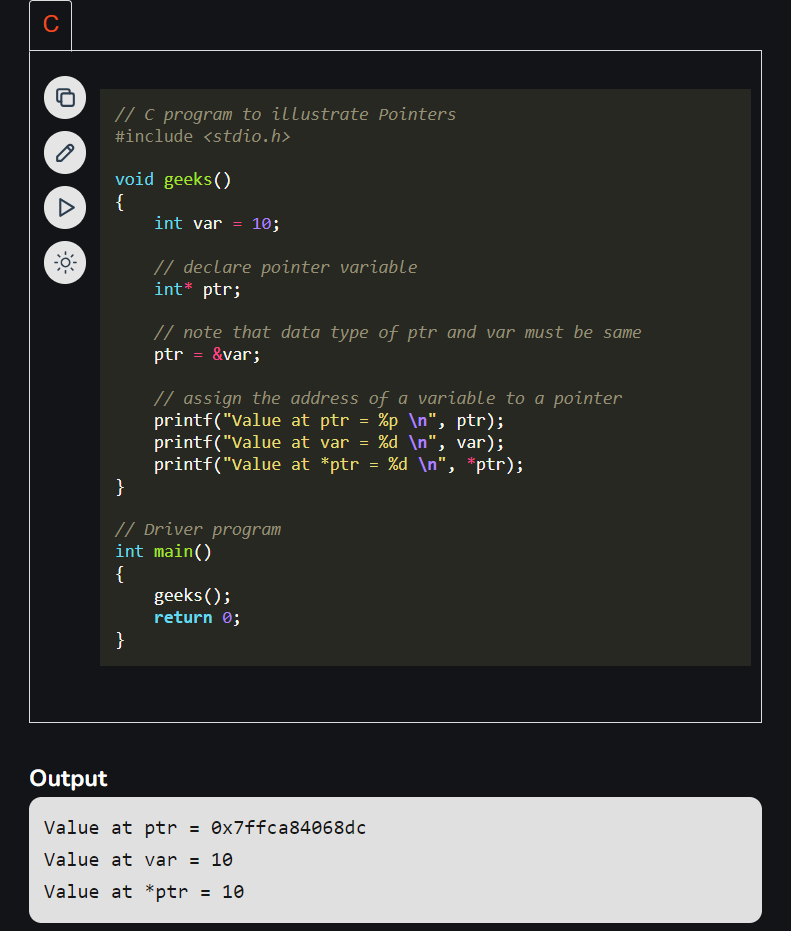 C
// C program to illustrate Pointers
#include <stdio.h>
void geeks()
{
    int var = 10;
    // declare pointer variable
    int* ptr;
    // note that data type of ptr and var must be same
    ptr = &var;
    // assign the address of a variable to a pointer
    printf("Value at ptr = %p \n", ptr);
    printf("Value at var = %d \n", var);
    printf("Value at *ptr = %d \n", *ptr);
}
// Driver program
int main()
{
    geeks();
    return 0;
}
Output
Value at ptr = 0x7ffca84068dc
Value at var = 10
Value at *ptr = 10